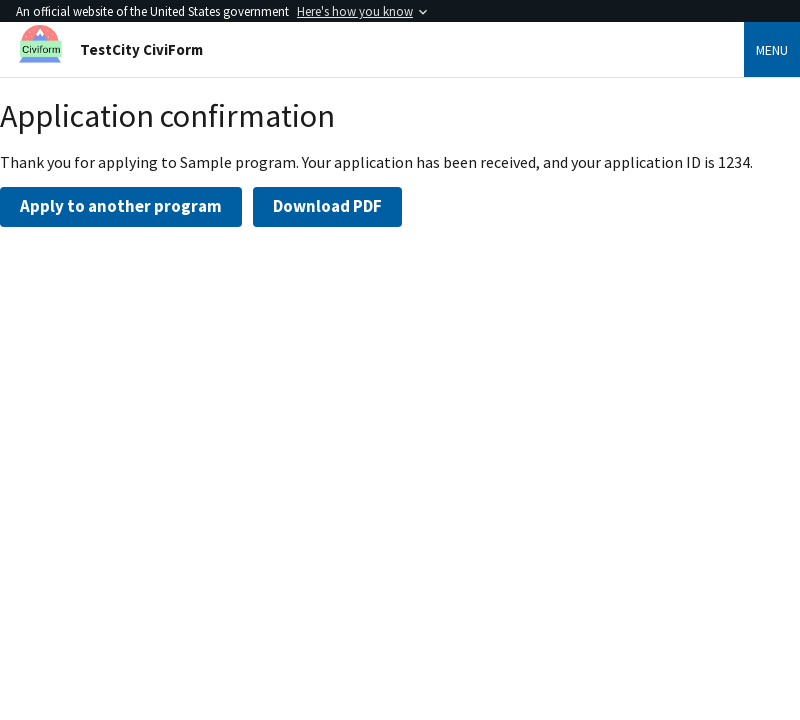 An official website of the United States government Here's how you know
Civiform
TestCity CiviForm
MENU
Application confirmation
Thank you for applying to Sample program. Your application has been received, and your application ID is 1234.
Apply to another program
Download PDF